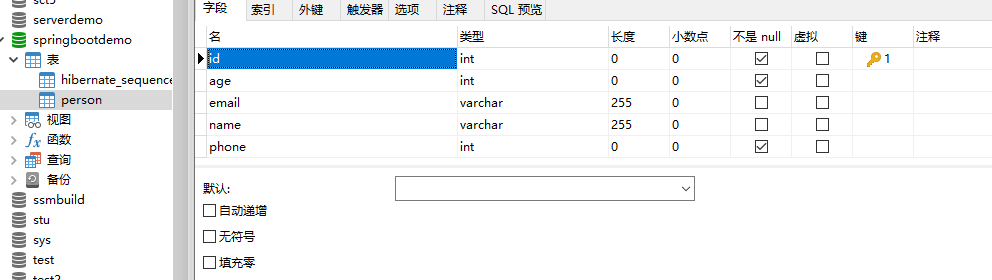 sct5
serverdemo
springbootdemo
表
hibernate_sequence
person
视图
函数
查询
备份
ssmbuild
stu
sys
test
test2
字段 索引 外键 触发器 选项 注释 SQL 预览
名 类型 长度 小数点 不是 null 虚拟 键 注释
id int 0 0 1
age int 0 0
email varchar 255 0
name varchar 255 0
phone int 0 0
默认:
自动递增
无符号
填充零